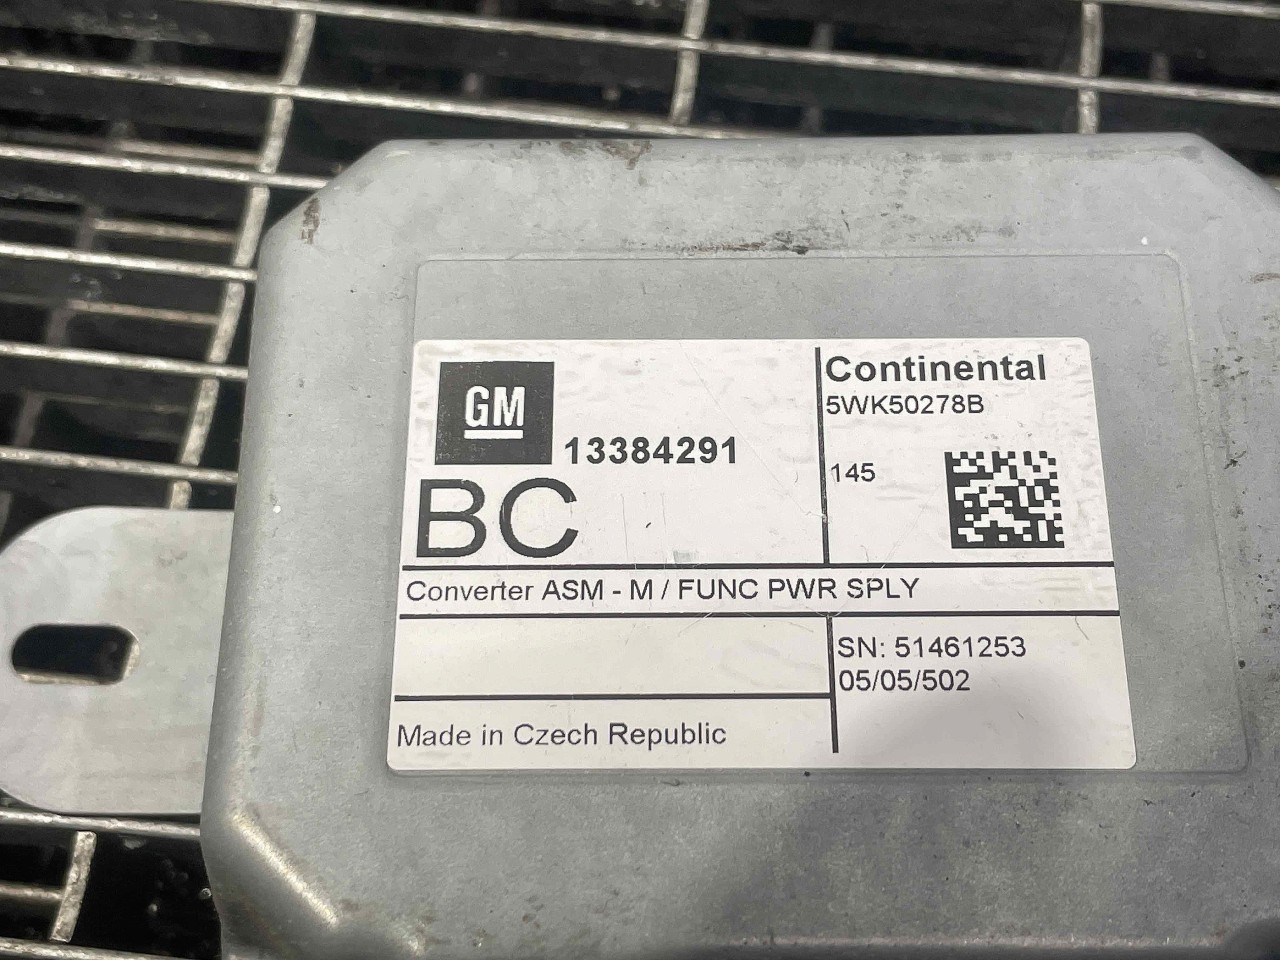 GM
13384291
BC
Continental
5WK50278B
145
Converter ASM - M / FUNC PWR SPLY
SN: 51461253
05/05/502
Made in Czech Republic